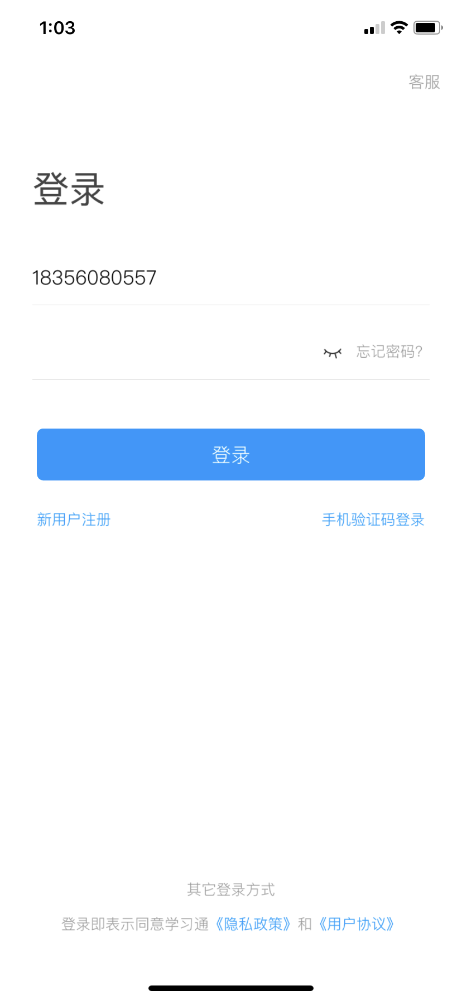 1:03
客服
登录
18356080557
忘记密码?
登录
新用户注册
手机验证码登录
其它登录方式
登录即表示同意学习通《隐私政策》和《用户协议》